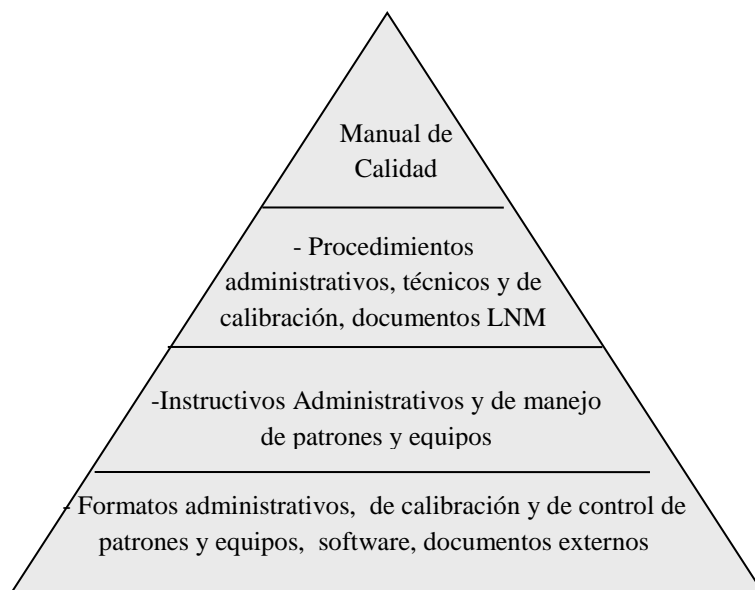 Manual de
Calidad
- Procedimientos
administrativos, técnicos y de
calibración, documentos LNM
-Instructivos Administrativos y de manejo
de patrones y equipos
- Formatos administrativos,  de calibración y de control de
patrones y equipos,  software, documentos externos